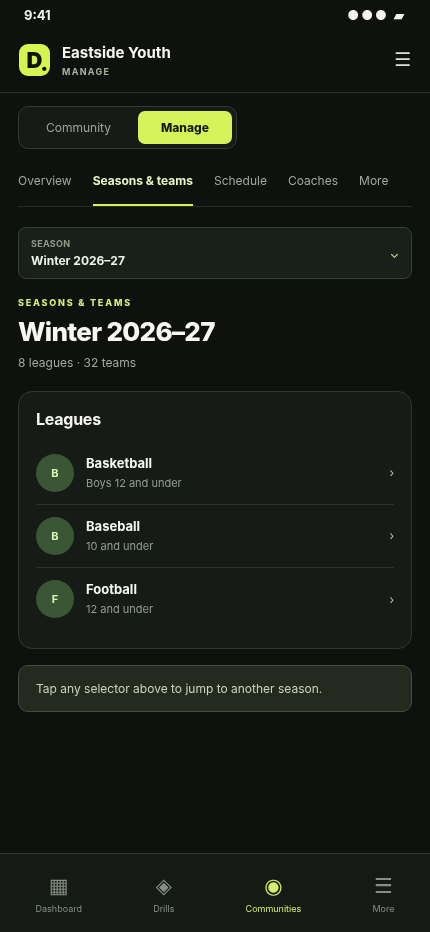 9:41
D.
Eastside Youth
MANAGE
Community
Manage
Overview
Seasons & teams
Schedule
Coaches
More
SEASON
Winter 2026–27
SEASONS & TEAMS
Winter 2026–27
8 leagues · 32 teams
Leagues
B
Basketball
Boys 12 and under
B
Baseball
10 and under
F
Football
12 and under
Tap any selector above to jump to another season.
Dashboard
Drills
Communities
More